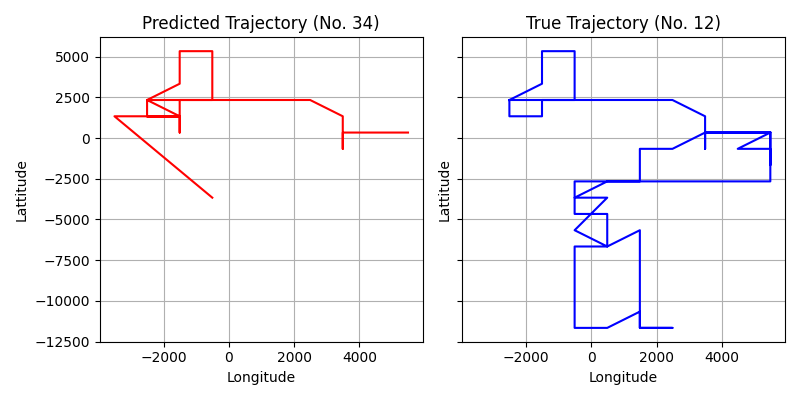 Predicted Trajectory (No. 34)
True Trajectory (No. 12)
5000
2500
0
−2500
−5000
−7500
−10000
−12500
Lattitude
Lattitude
−2000 0 2000 4000
−2000 0 2000 4000
Longitude
Longitude